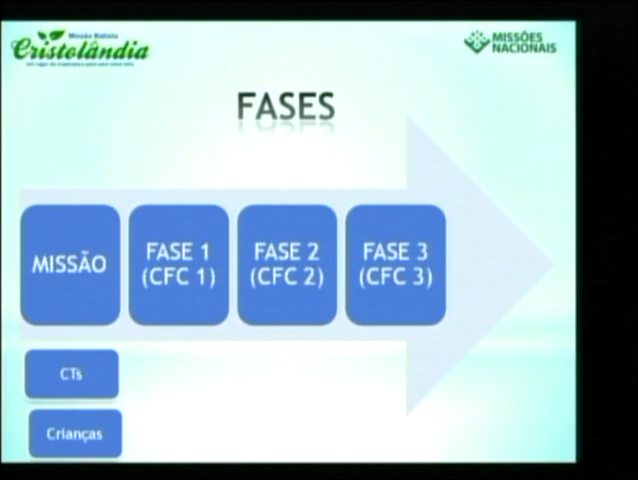 Missão Batista
Cristolândia
MISSÕES
NACIONAIS
FASES
MISSÃO
FASE 1
(CFC 1)
FASE 2
(CFC 2)
FASE 3
(CFC 3)
CTs
Crianças